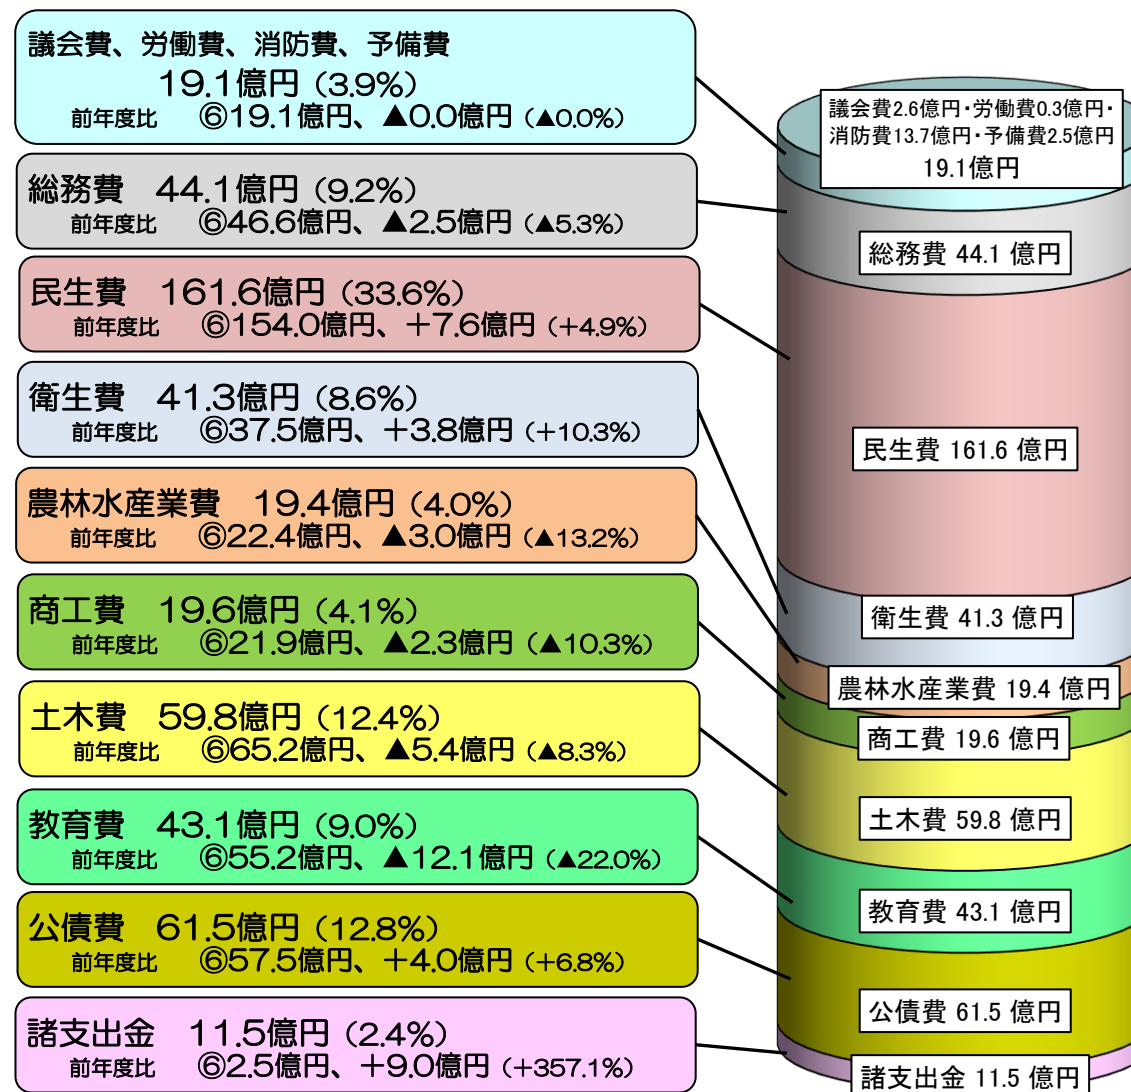 議会費、労働費、消防費、予備費
19.1億円（3.9%）
前年度比　⑥19.1億円、▲0.0億円（▲0.0%）
総務費　44.1億円（9.2%）
前年度比　⑥46.6億円、▲2.5億円（▲5.3%）
民生費　161.6億円（33.6%）
前年度比　⑥154.0億円、＋7.6億円（+4.9%）
衛生費　41.3億円（8.6%）
前年度比　⑥37.5億円、＋3.8億円（+10.3%）
農林水産業費　19.4億円（4.0%）
前年度比　⑥22.4億円、▲3.0億円（▲13.2%）
商工費　19.6億円（4.1%）
前年度比　⑥21.9億円、▲2.3億円（▲10.3%）
土木費　59.8億円（12.4%）
前年度比　⑥65.2億円、▲5.4億円（▲8.3%）
教育費　43.1億円（9.0%）
前年度比　⑥55.2億円、▲12.1億円（▲22.0%）
公債費　61.5億円（12.8%）
前年度比　⑥57.5億円、＋4.0億円（+6.8%）
諸支出金　11.5億円（2.4%）
前年度比　⑥2.5億円、＋9.0億円（+357.1%）
議会費2.6億円・労働費0.3億円・
消防費13.7億円・予備費2.5億円
19.1億円
総務費 44.1 億円
民生費 161.6 億円
衛生費 41.3 億円
農林水産業費 19.4 億円
商工費 19.6 億円
土木費 59.8 億円
教育費 43.1 億円
公債費 61.5 億円
諸支出金 11.5 億円